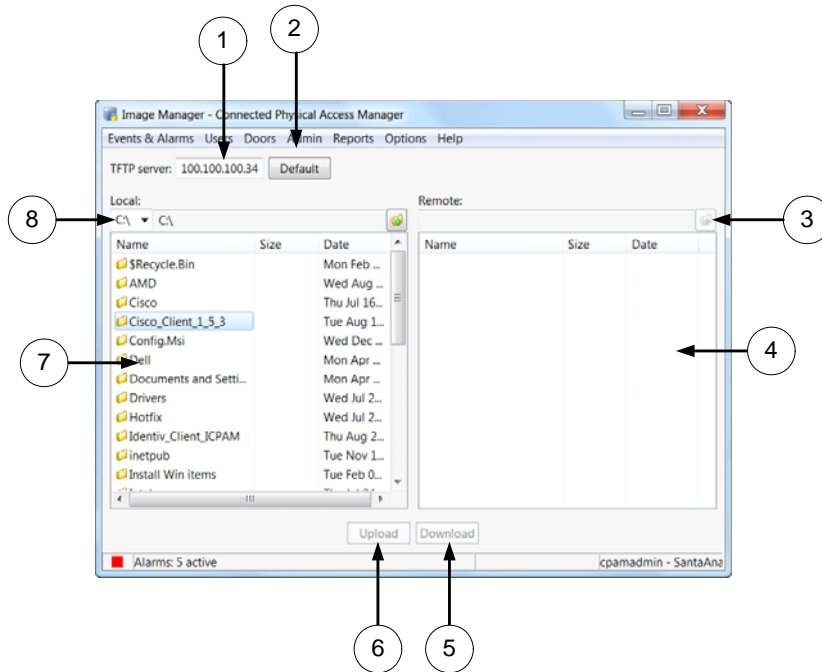 1
2
Image Manager - Connected Physical Access Manager
Events & Alarms Users Doors Admin Reports Options Help
TFTP server: 100.100.100.34 Default
Local: Remote:
8
C:\ C:\
3
Name Size Date Name Size Date
$Recycle.Bin Mon Feb ...
AMD Wed Aug ...
Cisco Thu Jul 16...
Cisco_Client_1_5_3 Tue Aug 1...
Config.Msi Wed Dec ...
7
Dell Mon Apr ...
4
Documents and Setti... Mon Apr ...
Drivers Wed Jul 2...
Hotfix Wed Jul 2...
Identiv_Client_ICPAM Thu Aug 2...
inetpub Tue Nov 1...
Install Win items Tue Feb 0...
Upload Download
Alarms: 5 active cpamadmin - SantaAna
6
5